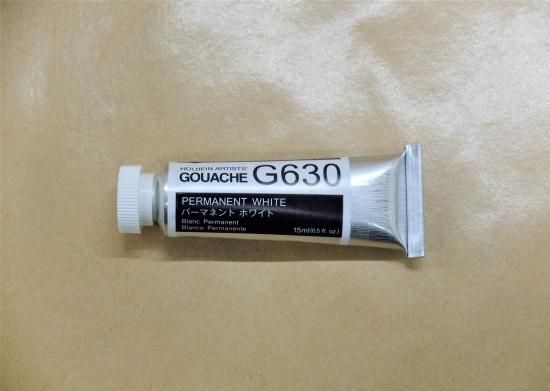 HOLBEIN ARTISTS'
GOUACHE G630
PERMANENT WHITE
パーマネント ホワイト
Blanc Permanent
Blanco Permanente
15ml(0.5 fl. oz.)